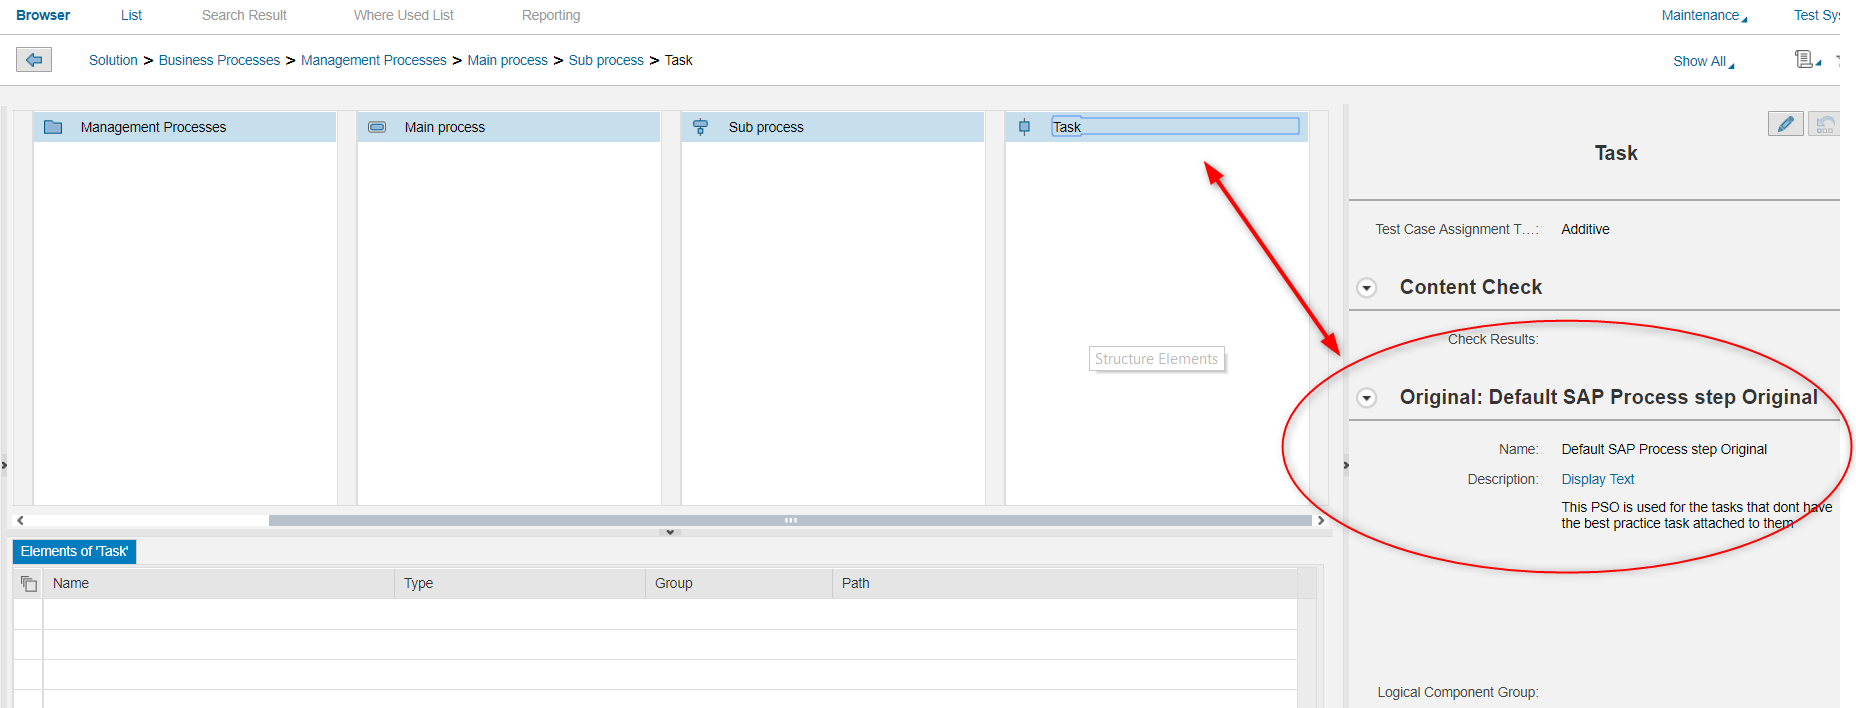 Browser List Search Result Where Used List Reporting Maintenance Test Sys
Solution > Business Processes > Management Processes > Main process > Sub process > Task Show All
Management Processes Main process Sub process Task
Structure Elements
Elements of 'Task'
Name Type Group Path
Task
Test Case Assignment T...: Additive
Content Check
Check Results:
Original: Default SAP Process step Original
Name: Default SAP Process step Original
Description: Display Text
This PSO is used for the tasks that dont have
the best practice task attached to them
Logical Component Group: